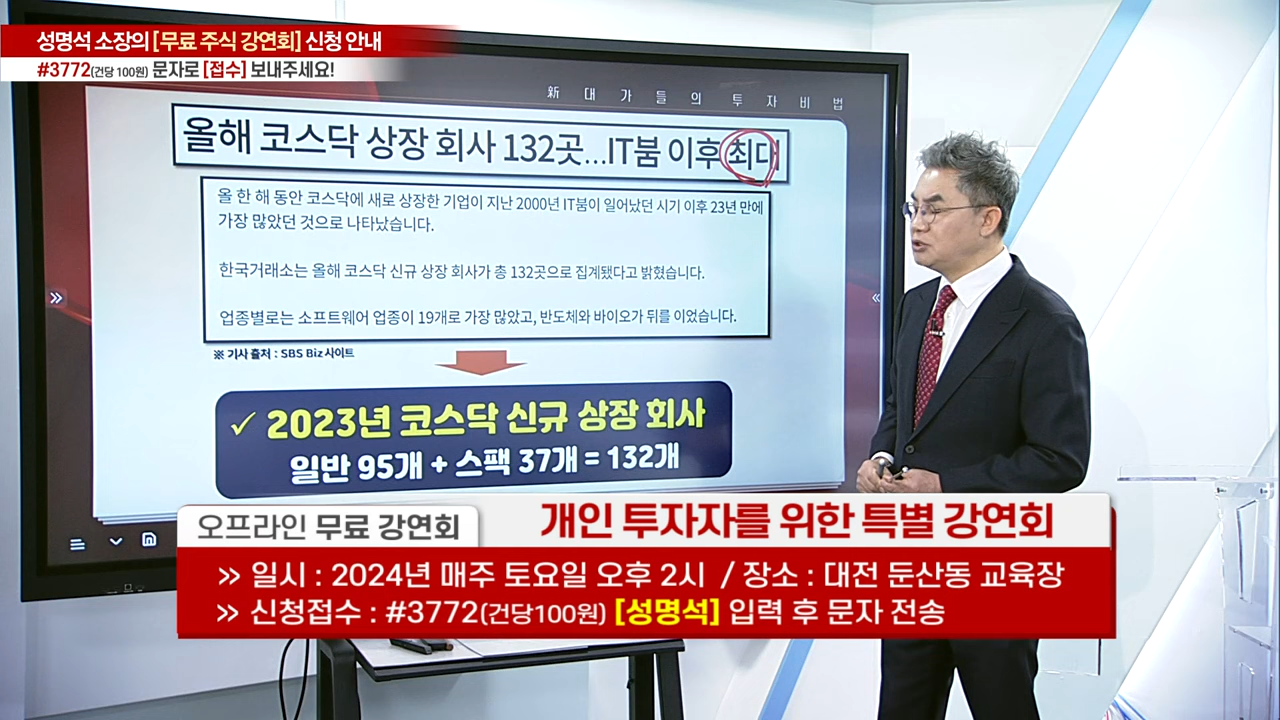 성명석 소장의 [무료 주식 강연회] 신청 안내
#3772(건당 100원) 문자로 [접수] 보내주세요!
新 대가들의 투자비법
올해 코스닥 상장 회사 132곳...IT붐 이후 최대
올 한 해 동안 코스닥에 새로 상장한 기업이 지난 2000년 IT붐이 일어났던 시기 이후 23년 만에
가장 많았던 것으로 나타났습니다.
한국거래소는 올해 코스닥 신규 상장 회사가 총 132곳으로 집계됐다고 밝혔습니다.
업종별로는 소프트웨어 업종이 19개로 가장 많았고, 반도체와 바이오가 뒤를 이었습니다.
※ 기사 출처 : SBS Biz 사이트
✓ 2023년 코스닥 신규 상장 회사
일반 95개 + 스팩 37개 = 132개
오프라인 무료 강연회
개인 투자자를 위한 특별 강연회
» 일시 : 2024년 매주 토요일 오후 2시 / 장소 : 대전 둔산동 교육장
» 신청접수 : #3772(건당100원) [성명석] 입력 후 문자 전송